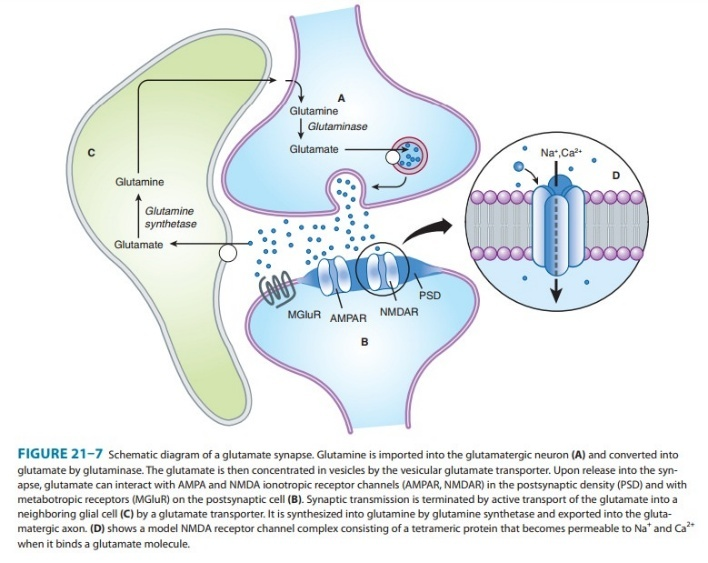 A
Glutamine
Glutaminase
Glutamate
C
Glutamine
Glutamine
synthetase
Glutamate
Na⁺,Ca²⁺
D
MGluR
AMPAR
NMDAR
PSD
B
FIGURE 21–7 Schematic diagram of a glutamate synapse. Glutamine is imported into the glutamatergic neuron (A) and converted into
glutamate by glutaminase. The glutamate is then concentrated in vesicles by the vesicular glutamate transporter. Upon release into the syn-
apse, glutamate can interact with AMPA and NMDA ionotropic receptor channels (AMPAR, NMDAR) in the postsynaptic density (PSD) and with
metabotropic receptors (MGluR) on the postsynaptic cell (B). Synaptic transmission is terminated by active transport of the glutamate into a
neighboring glial cell (C) by a glutamate transporter. It is synthesized into glutamine by glutamine synthetase and exported into the gluta-
matergic axon. (D) shows a model NMDA receptor channel complex consisting of a tetrameric protein that becomes permeable to Na⁺ and Ca²⁺
when it binds a glutamate molecule.